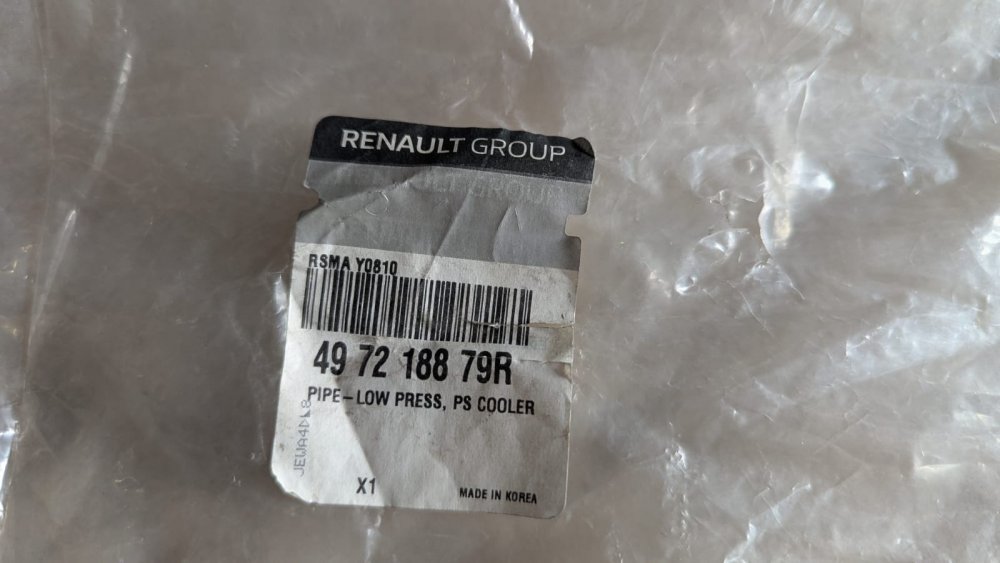 RENAULT GROUP
RSMA Y0810
49 72 188 79R
PIPE-LOW PRESS, PS COOLER
X1
MADE IN KOREA